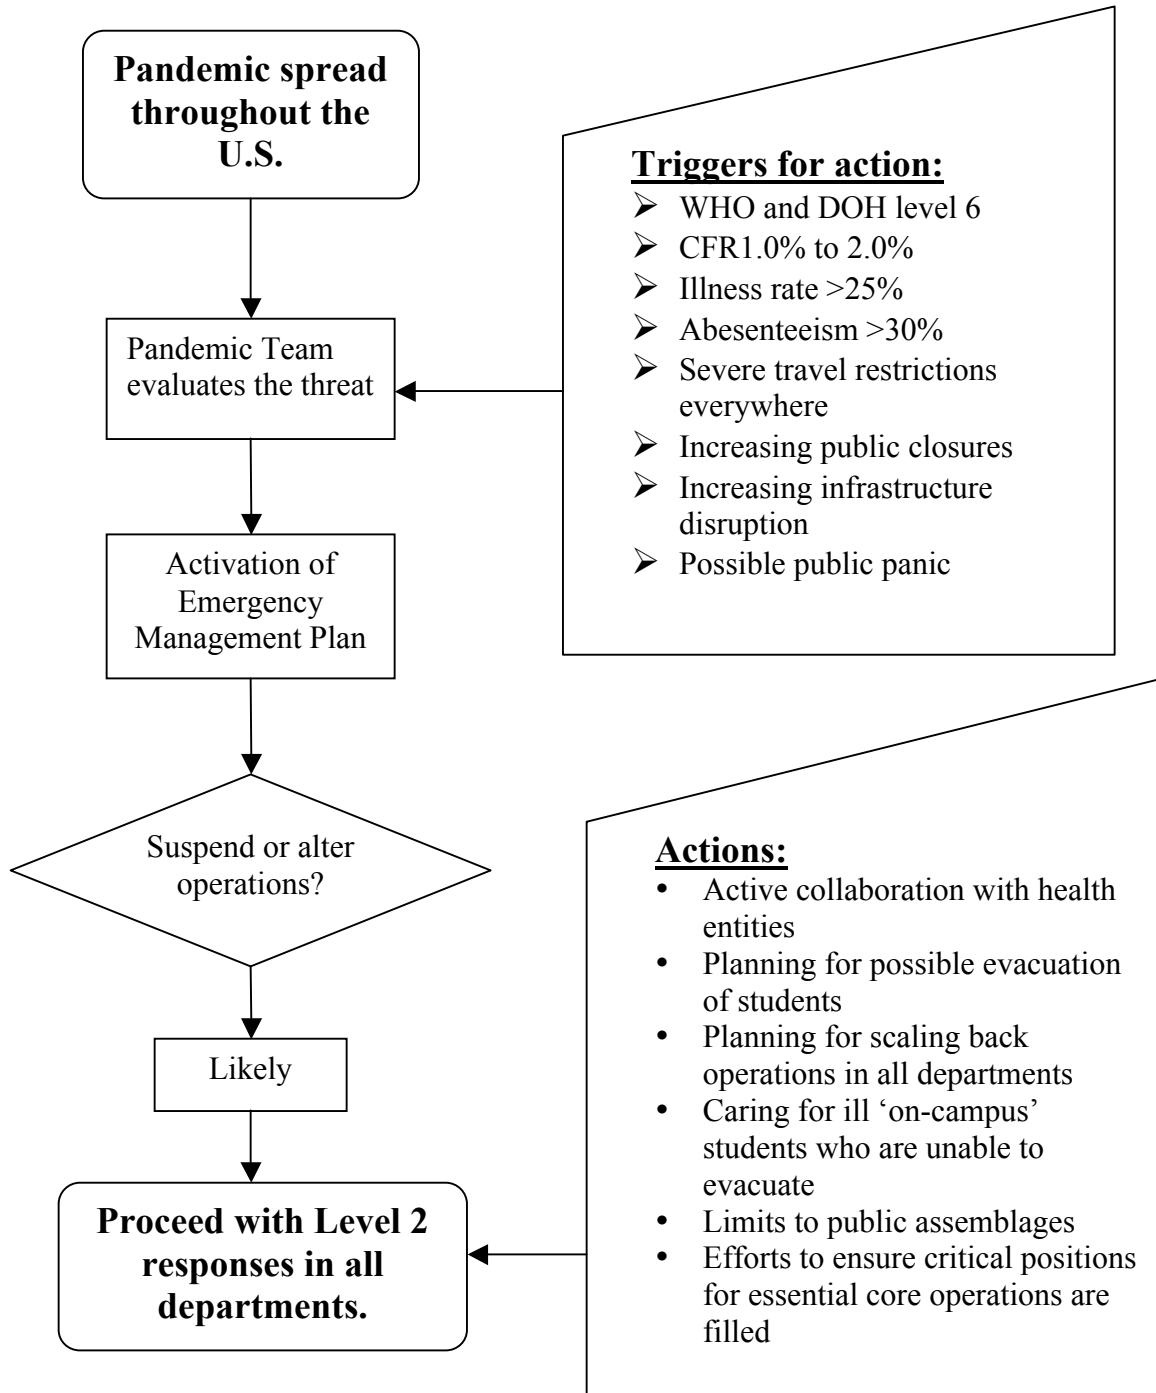 Pandemic spread
throughout the
U.S.
Triggers for action:
➢ WHO and DOH level 6
➢ CFR1.0% to 2.0%
➢ Illness rate >25%
➢ Abesenteeism >30%
➢ Severe travel restrictions
everywhere
➢ Increasing public closures
➢ Increasing infrastructure
disruption
➢ Possible public panic
Pandemic Team
evaluates the threat
Activation of
Emergency
Management Plan
Suspend or alter
operations?
Likely
Proceed with Level 2
responses in all
departments.
Actions:
• Active collaboration with health
entities
• Planning for possible evacuation
of students
• Planning for scaling back
operations in all departments
• Caring for ill ‘on-campus’
students who are unable to
evacuate
• Limits to public assemblages
• Efforts to ensure critical positions
for essential core operations are
filled